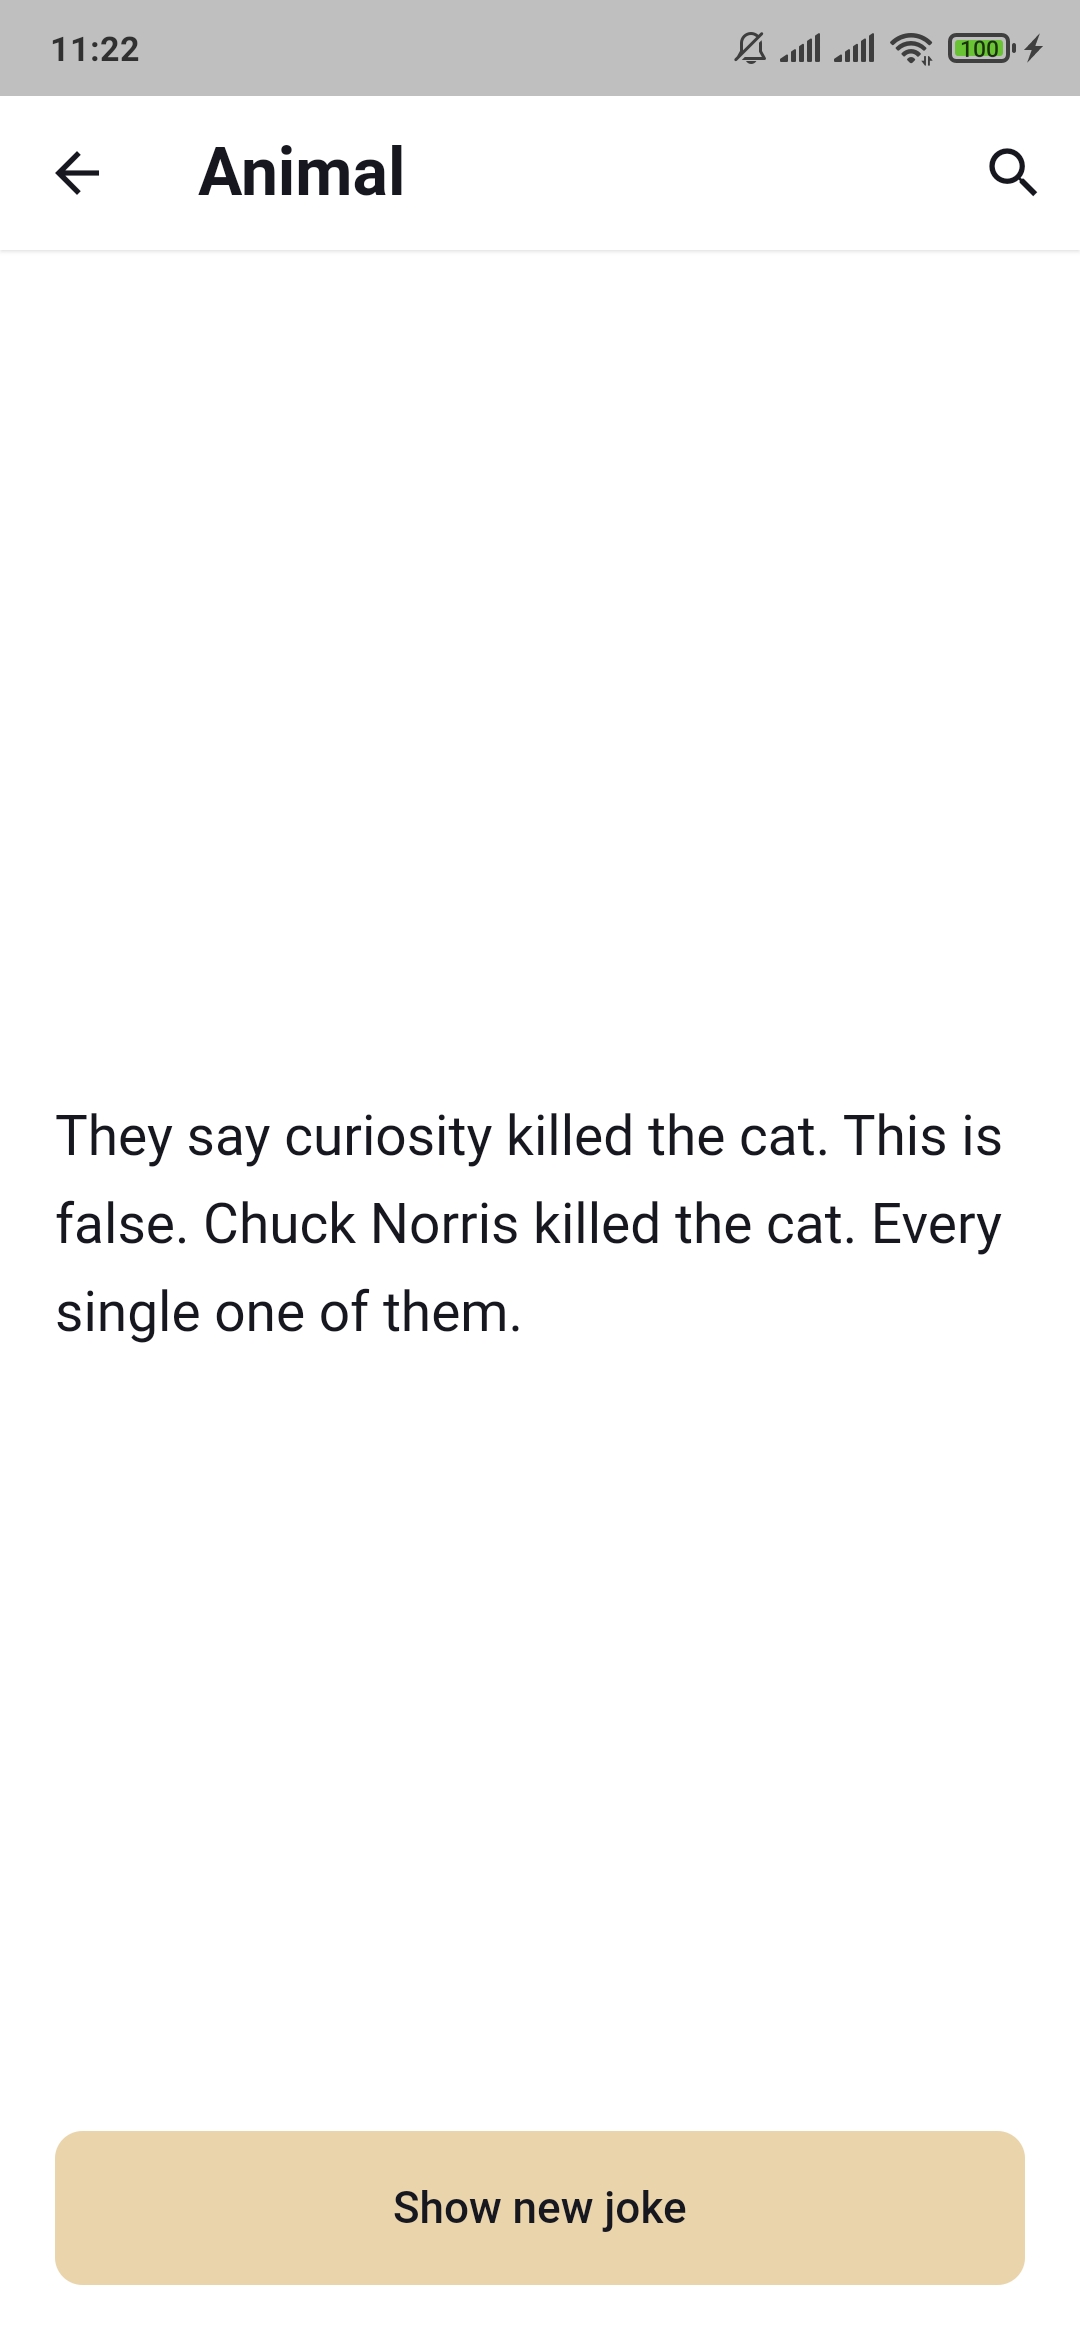 11:22
100
Animal
They say curiosity killed the cat. This is
false. Chuck Norris killed the cat. Every
single one of them.
Show new joke